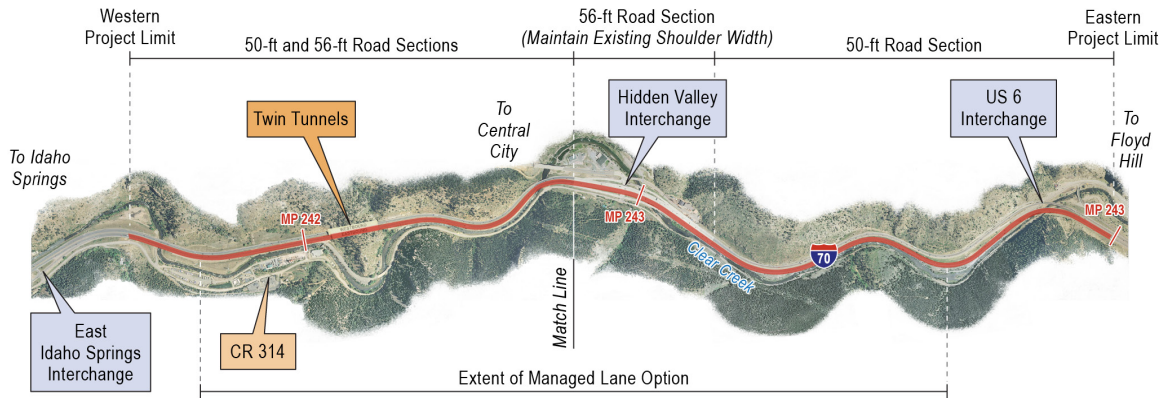 Western
Project Limit
50-ft and 56-ft Road Sections
56-ft Road Section
(Maintain Existing Shoulder Width)
50-ft Road Section
Eastern
Project Limit
Twin Tunnels
To
Central
City
Hidden Valley
Interchange
US 6
Interchange
To
Floyd
Hill
To Idaho
Springs
MP 242
MP 243
MP 243
Clear Creek
70
East
Idaho Springs
Interchange
CR 314
Match Line
Extent of Managed Lane Option